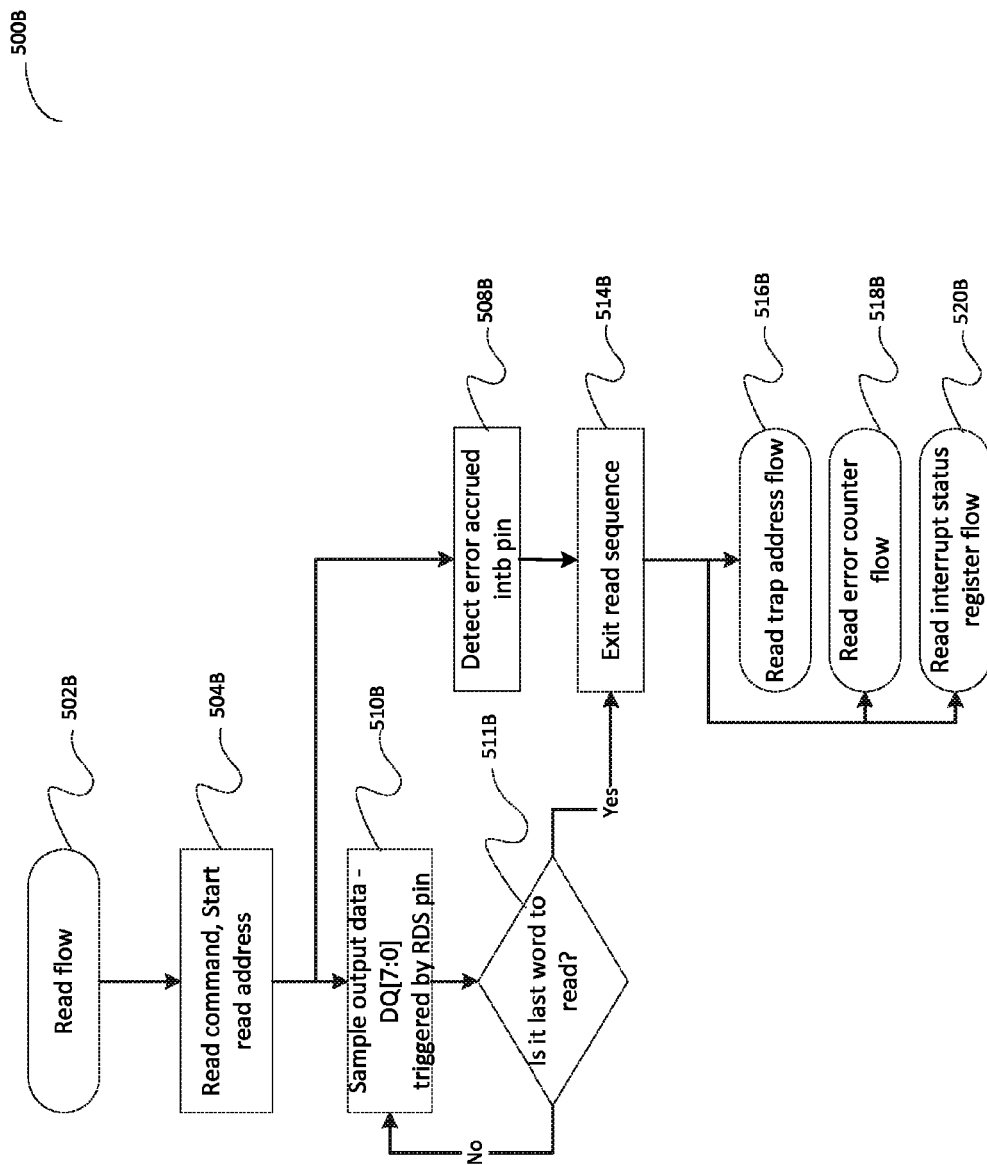 500B
Read flow
502B
Read command, Start
read address
504B
Sample output data -
DQ[7:0]
triggered by RDS pin
510B
Is it last word to
read?
511B
No
Yes
Detect error accrued
intb pin
508B
Exit read sequence
514B
Read trap address flow
516B
Read error counter
flow
518B
Read interrupt status
register flow
520B